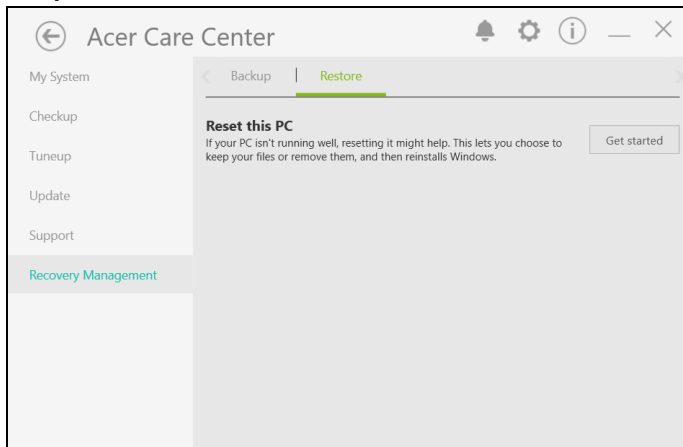 Acer Care Center
My System
Checkup
Tuneup
Update
Support
Recovery Management
Backup | Restore
Reset this PC
If your PC isn't running well, resetting it might help. This lets you choose to
keep your files or remove them, and then reinstalls Windows.
Get started